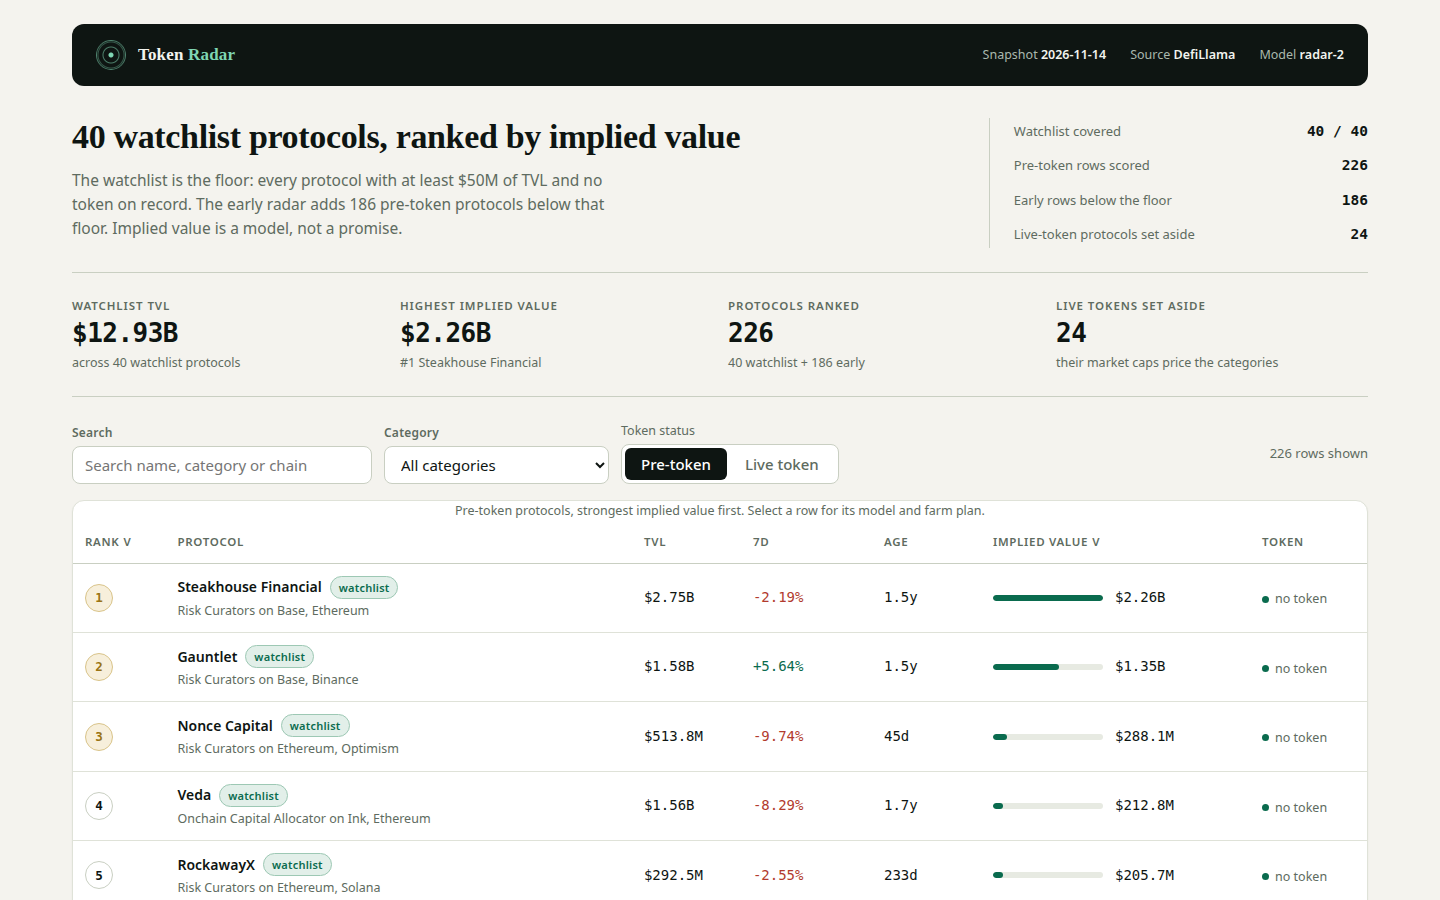 Token Radar
Snapshot 2026-11-14 Source DefiLlama Model radar-2
40 watchlist protocols, ranked by implied value
The watchlist is the floor: every protocol with at least $50M of TVL and no
token on record. The early radar adds 186 pre-token protocols below that
floor. Implied value is a model, not a promise.
Watchlist covered 40 / 40
Pre-token rows scored 226
Early rows below the floor 186
Live-token protocols set aside 24
WATCHLIST TVL
$12.93B
across 40 watchlist protocols
HIGHEST IMPLIED VALUE
$2.26B
#1 Steakhouse Financial
PROTOCOLS RANKED
226
40 watchlist + 186 early
LIVE TOKENS SET ASIDE
24
their market caps price the categories
Search
Search name, category or chain
Category
All categories
Token status
Pre-token Live token
226 rows shown
Pre-token protocols, strongest implied value first. Select a row for its model and farm plan.
RANK V PROTOCOL TVL 7D AGE IMPLIED VALUE V TOKEN
1 Steakhouse Financial watchlist $2.75B -2.19% 1.5y $2.26B no token
Risk Curators on Base, Ethereum
2 Gauntlet watchlist $1.58B +5.64% 1.5y $1.35B no token
Risk Curators on Base, Binance
3 Nonce Capital watchlist $513.8M -9.74% 45d $288.1M no token
Risk Curators on Ethereum, Optimism
4 Veda watchlist $1.56B -8.29% 1.7y $212.8M no token
Onchain Capital Allocator on Ink, Ethereum
5 RockawayX watchlist $292.5M -2.55% 233d $205.7M no token
Risk Curators on Ethereum, Solana